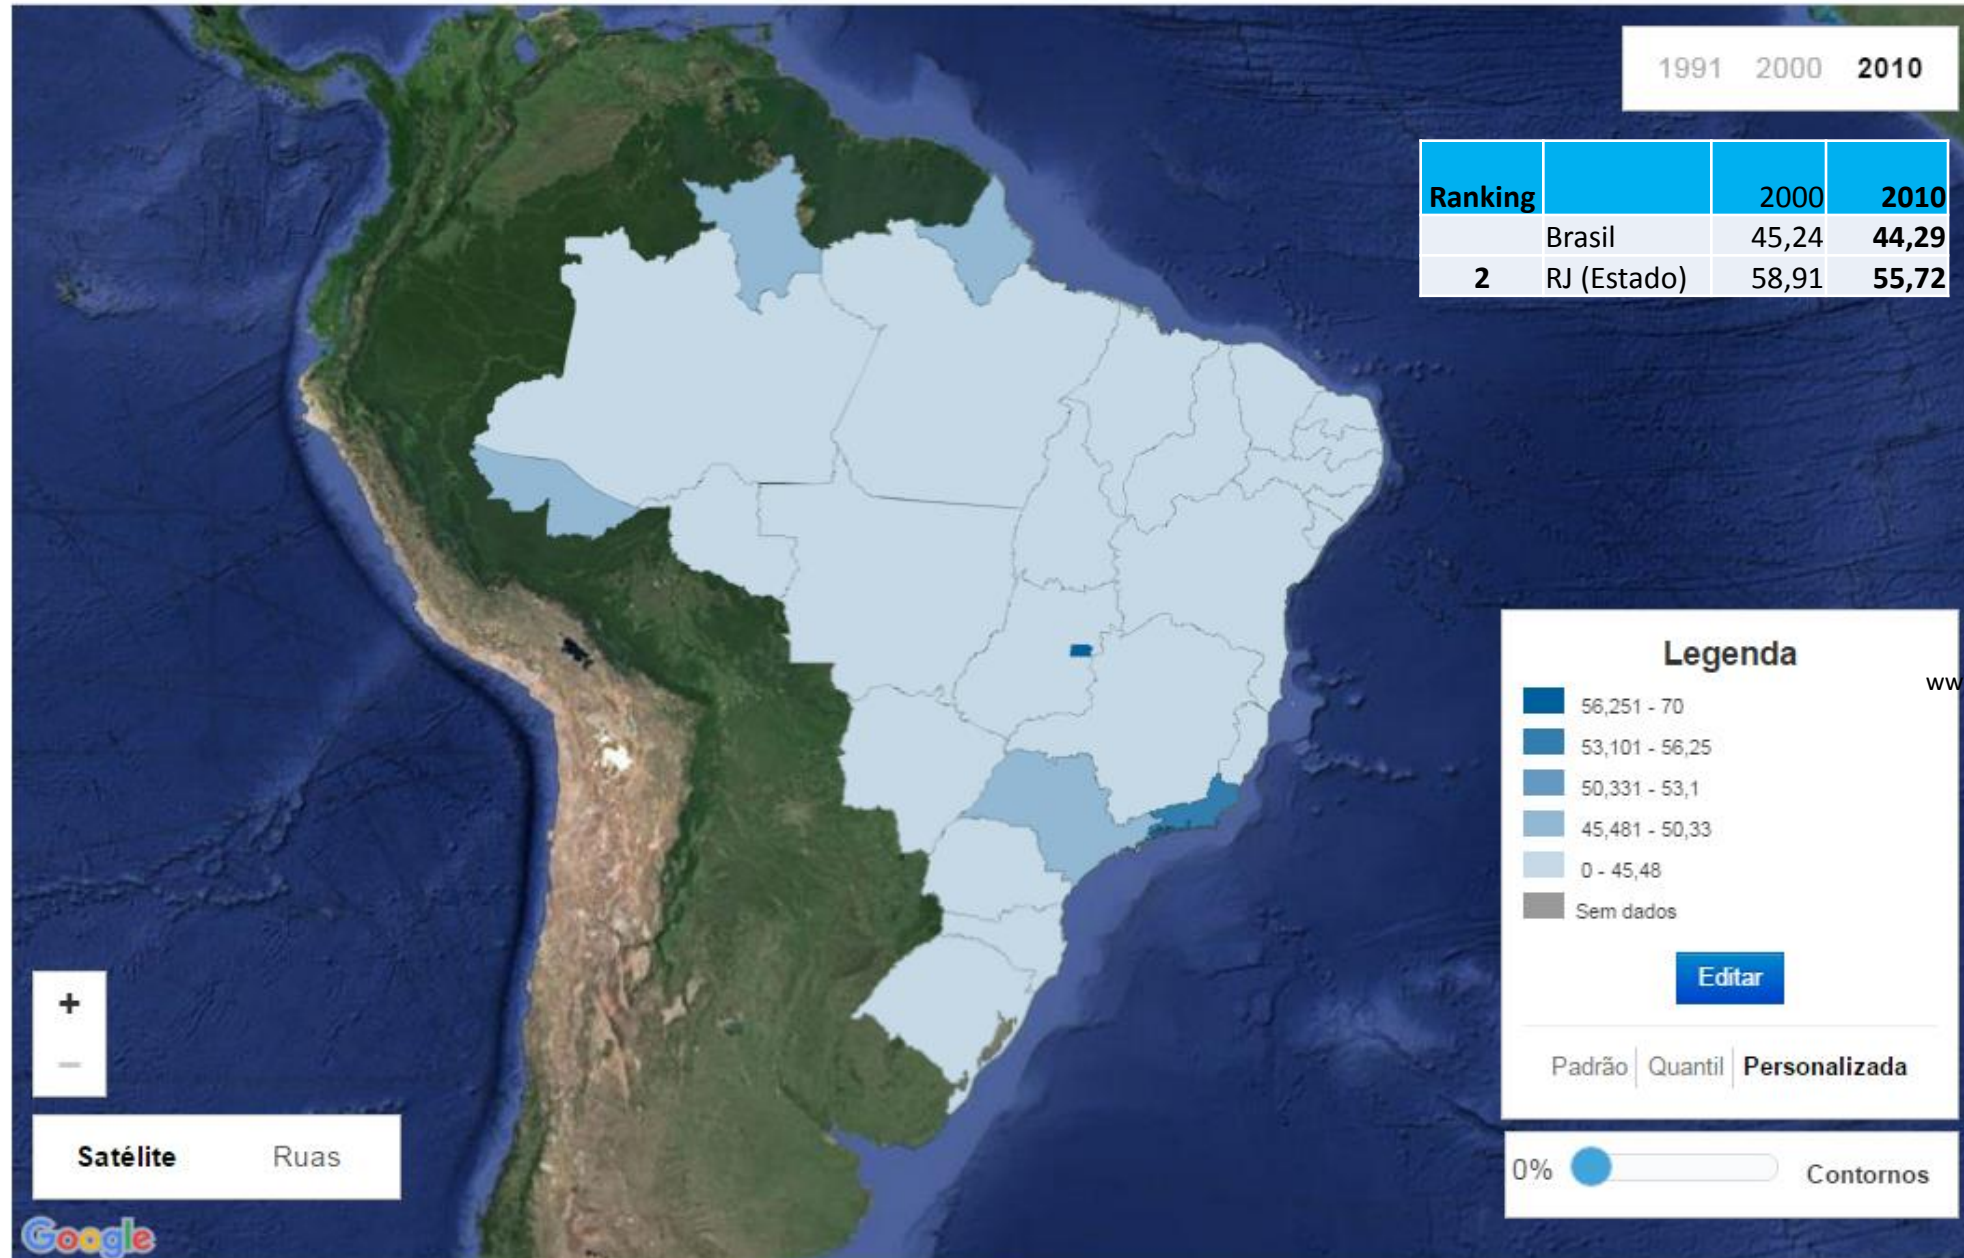 1991 2000 2010
Ranking 2000 2010
Brasil 45,24 44,29
2 RJ (Estado) 58,91 55,72
Legenda
ww
56,251 - 70
53,101 - 56,25
50,331 - 53,1
45,481 - 50,33
0 - 45,48
Sem dados
Editar
Padrão Quantil Personalizada
0% Contornos
+
−
Satélite Ruas
Google